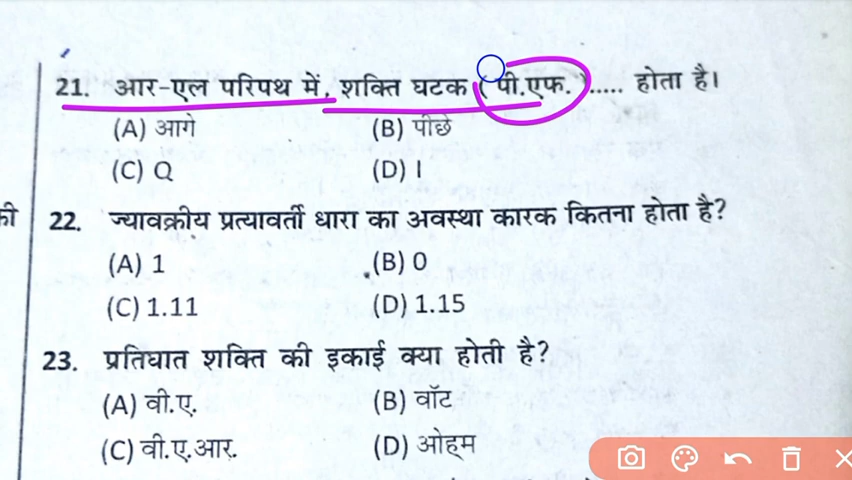 21. आर-एल परिपथ में, शक्ति घटक ( पी.एफ. )..... होता है।
(A) आगे (B) पीछे
(C) Q (D) I
की 22. ज्यावक्रीय प्रत्यावर्ती धारा का अवस्था कारक कितना होता है?
(A) 1 (B) 0
(C) 1.11 (D) 1.15
23. प्रतिघात शक्ति की इकाई क्या होती है?
(A) वी.ए. (B) वॉट
(C) वी.ए.आर. (D) ओह्म